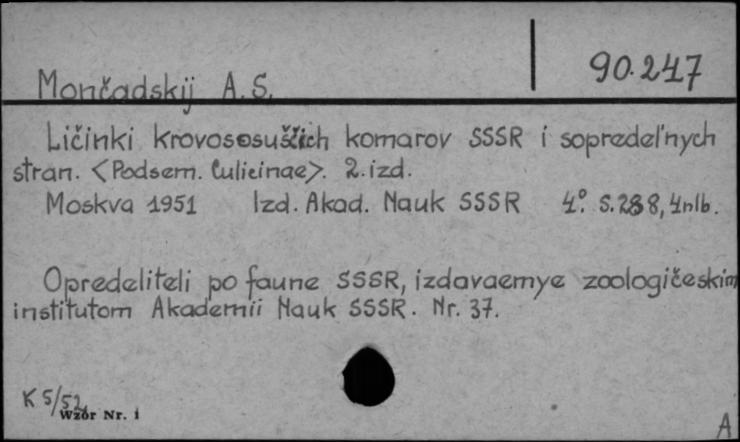 90.247
Mončadskij A.S.
Ličinki krovososuščich komarov SSSR i sopredel'nych
stran. <Podsem. Culicinae>. 2.izd.
Moskva 1951 Izd. Akad. Nauk SSSR 4°. S.288, 1nlb.
Opredeliteli po faune SSSR, izdavaemye zoologičeskim
institutom Akademii Nauk SSSR. Nr. 37.
K 5/52
Wzór Nr. 1
A